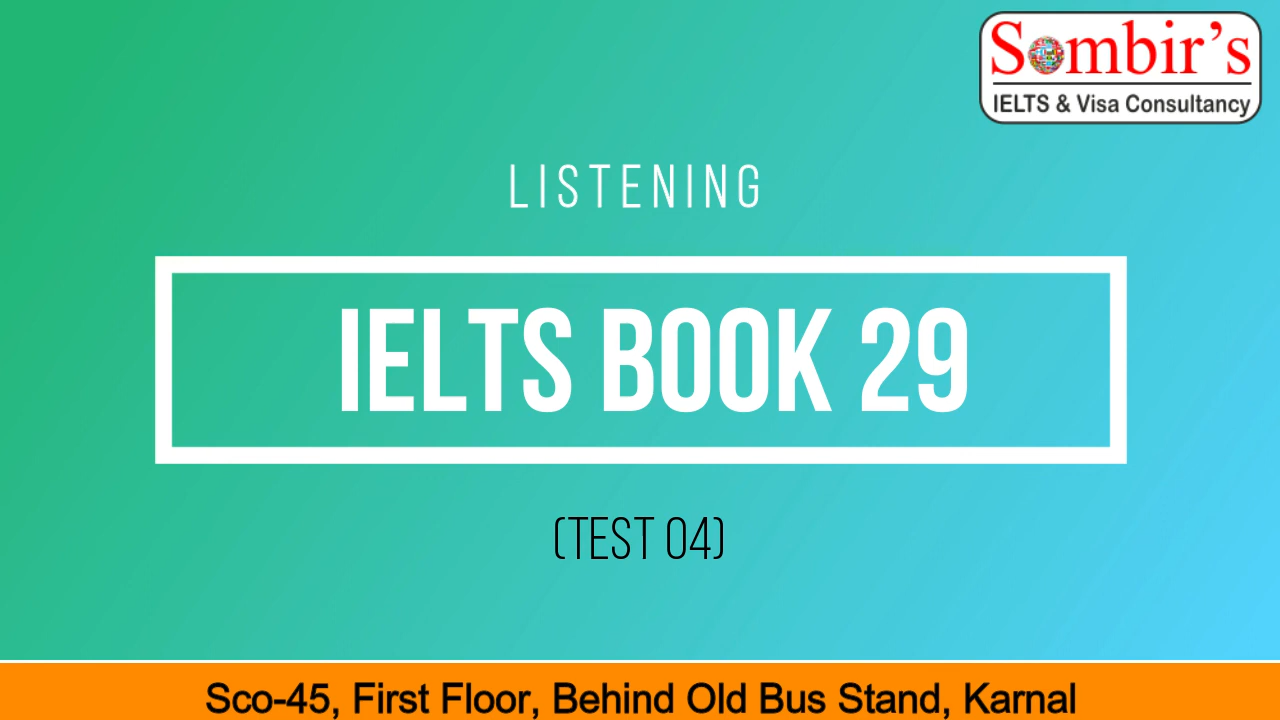 Sombir's
IELTS & Visa Consultancy
LISTENING
IELTS BOOK 29
(TEST 04)
Sco-45, First Floor, Behind Old Bus Stand, Karnal